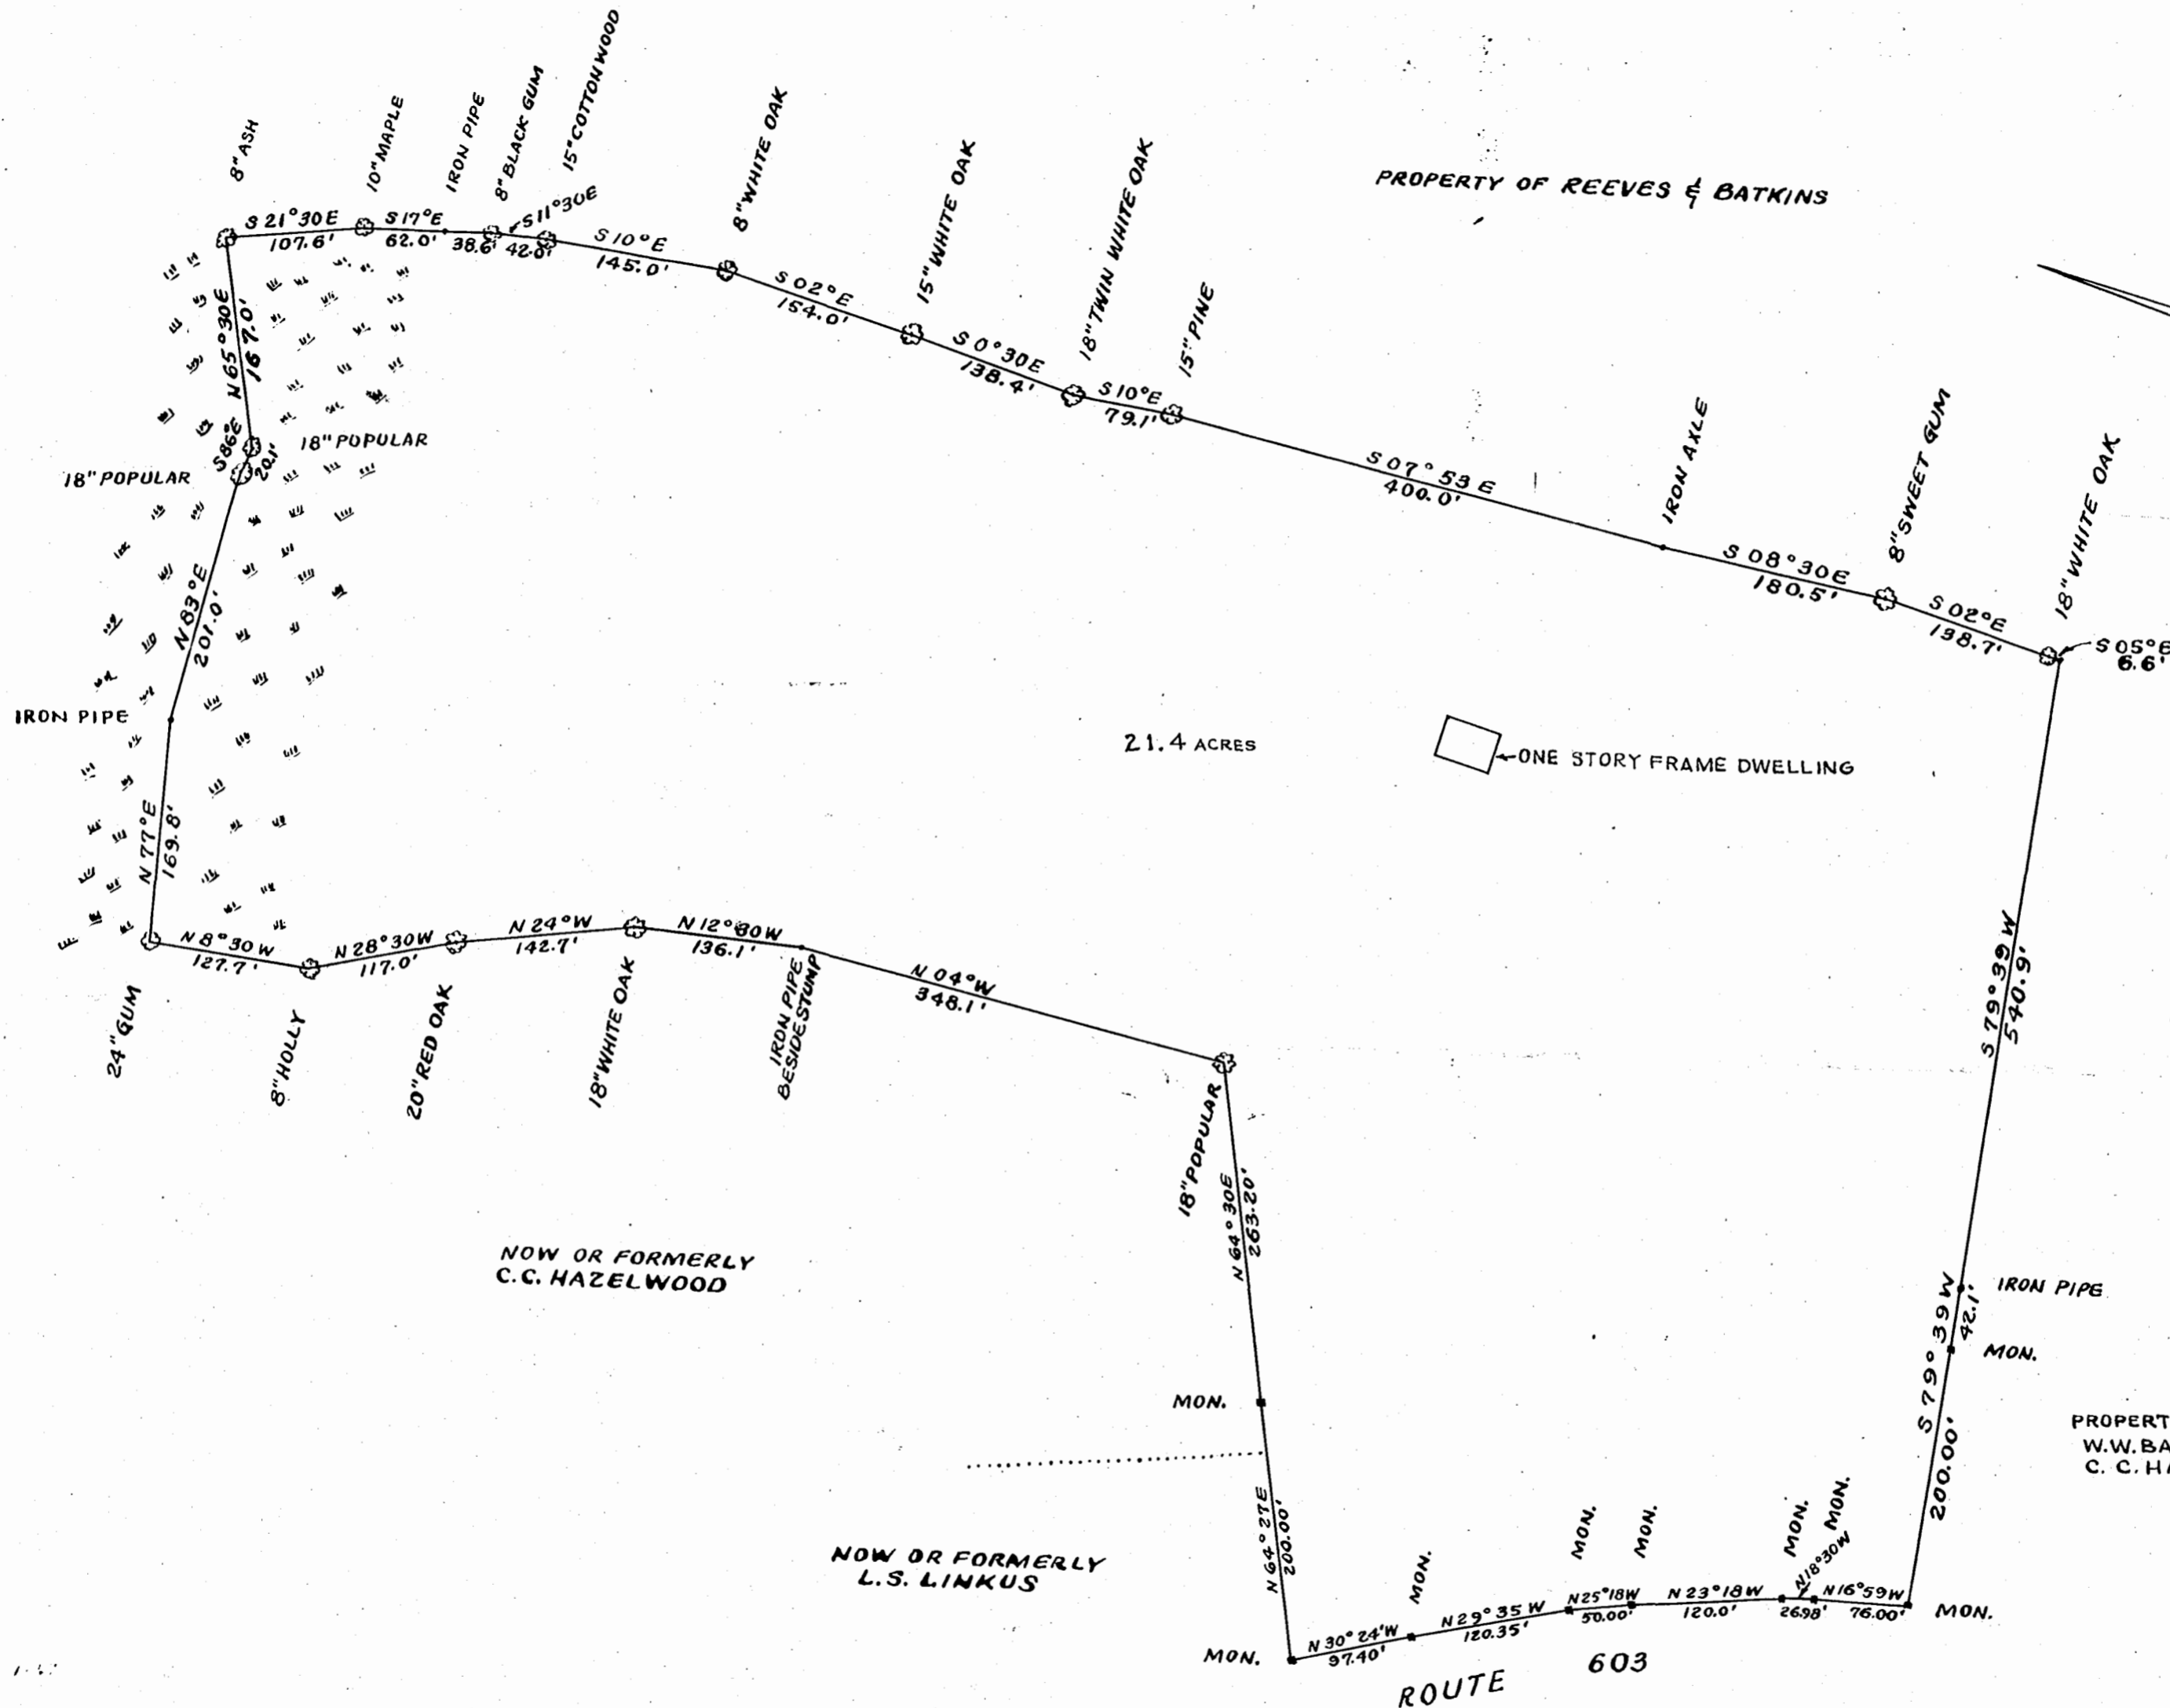 8" ASH
10" MAPLE
IRON PIPE
8" BLACK GUM
15" COTTONWOOD
8" WHITE OAK
15" WHITE OAK
18" TWIN WHITE OAK
15" PINE
IRON AXLE
8" SWEET GUM
18" WHITE OAK
PROPERTY OF REEVES & BATKINS
S 21°30E
107.6'
S 17°E
62.0'
38.6'
S 11°30E
42.0'
S 10°E
145.0'
S 02°E
154.0'
S 0°30E
138.4'
S 10°E
79.1'
S 07°53E
400.0'
S 08°30E
180.5'
S 02°E
138.7'
S 05°E
6.6'
N 65°30E
167.0'
18" POPULAR
S 86°E
20.1'
18" POPULAR
N 83°E
201.0'
IRON PIPE
N 77°E
169.8'
21.4 ACRES
ONE STORY FRAME DWELLING
N 8°30W
127.7'
N 28°30W
117.0'
N 24°W
142.7'
N 12°30W
136.1'
N 04°W
348.1'
24" GUM
8" HOLLY
20" RED OAK
18" WHITE OAK
IRON PIPE
BESIDE STUMP
18" POPULAR
N 64°30E
263.20'
S 79°39W
540.9'
IRON PIPE
S 79°39W
42.1'
MON.
200.00'
NOW OR FORMERLY
C.C. HAZELWOOD
MON.
N 64°27E
200.00'
PROPERT
W.W. BA
C. C. HA
NOW OR FORMERLY
L.S. LINKUS
MON.
MON.
MON.
MON.
MON.
MON.
N 30°24'W
97.40'
N 29°35W
120.35'
N 25°18W
50.00'
N 23°18W
120.0'
N 18°30W
26.98'
N 16°59W
76.00'
MON.
ROUTE 603